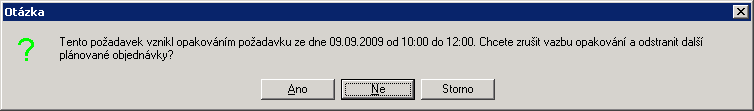 Otázka
Tento požadavek vznikl opakováním požadavku ze dne 09.09.2009 od 10:00 do 12:00. Chcete zrušit vazbu opakování a odstranit další
plánované objednávky?
Ano
Ne
Storno